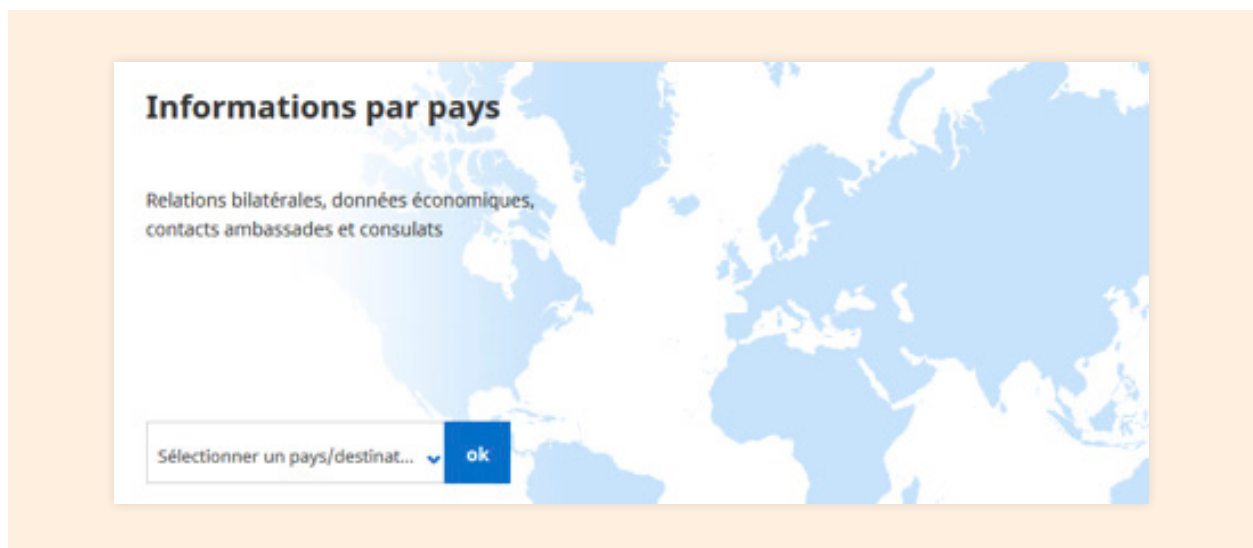 Informations par pays
Relations bilatérales, données économiques,
contacts ambassades et consulats
Sélectionner un pays/destinat...
ok